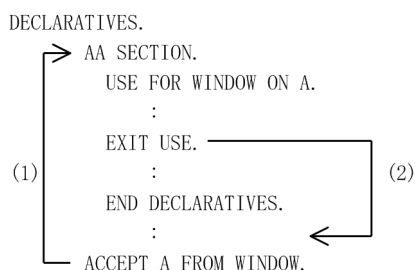 DECLARATIVES.
AA SECTION.
USE FOR WINDOW ON A.
:
EXIT USE.
(1) : (2)
END DECLARATIVES.
:
ACCEPT A FROM WINDOW.